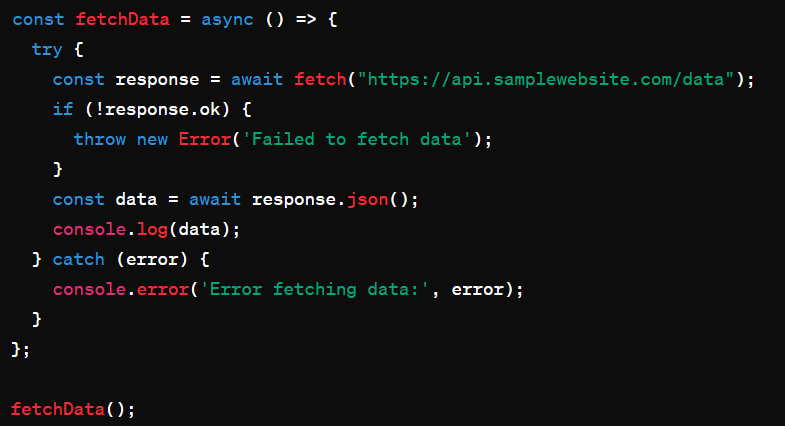 const fetchData = async () => {
  try {
    const response = await fetch("https://api.samplewebsite.com/data");
    if (!response.ok) {
      throw new Error('Failed to fetch data');
    }
    const data = await response.json();
    console.log(data);
  } catch (error) {
    console.error('Error fetching data:', error);
  }
};

fetchData();